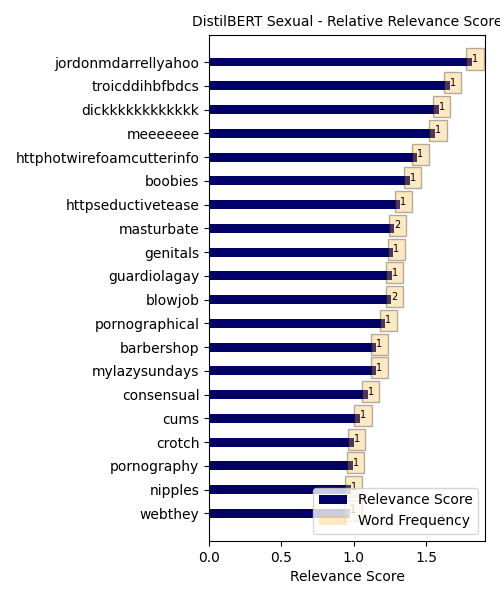 DistilBERT Sexual - Relative Relevance Score
jordonmdarrellyahoo 1
troicddihbfbdcs 1
dickkkkkkkkkkkk 1
meeeeeee 1
httphotwirefoamcutterinfo 1
boobies 1
httpseductivetease 1
masturbate 2
genitals 1
guardiolagay 1
blowjob 2
pornographical 1
barbershop 1
mylazysundays 1
consensual 1
cums 1
crotch 1
pornography 1
nipples 1
webthey 1
Relevance Score
Word Frequency
0.0 0.5 1.0 1.5
Relevance Score